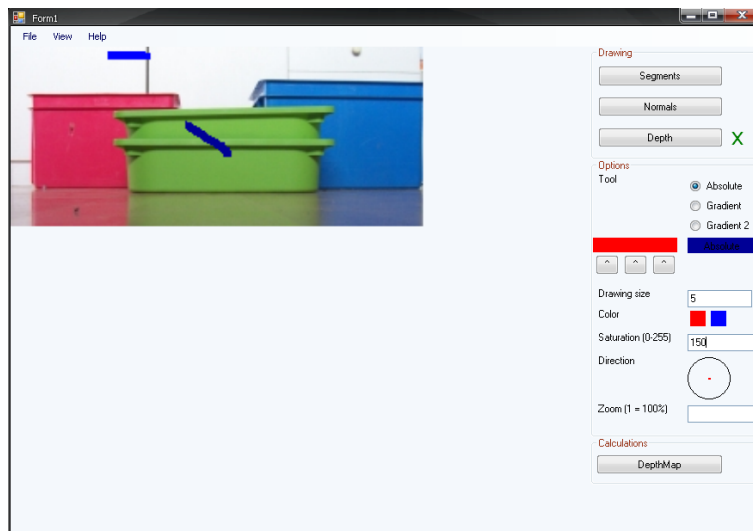 Form1
File View Help
Drawing
Segments
Normals
Depth X
Options
Tool
Absolute
Gradient
Gradient 2
Absolute
^ ^ ^
Drawing size 5
Color
Saturation (0-255) 150
Direction
Zoom (1 = 100%)
Calculations
DepthMap